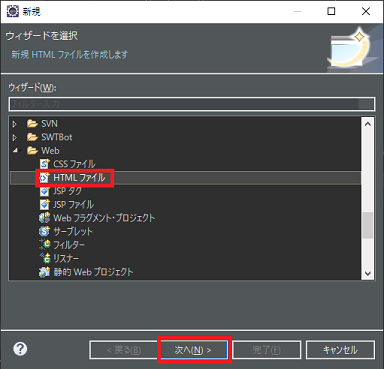 新規
ウィザードを選択
新規 HTML ファイルを作成します
ウィザード(W):
フィルター入力
SVN
SWTBot
Web
CSS ファイル
HTML ファイル
JSP タグ
JSP ファイル
Web フラグメント・プロジェクト
サーブレット
フィルター
リスナー
静的 Web プロジェクト
< 戻る(B)
次へ(N) >
完了(F)
キャンセル